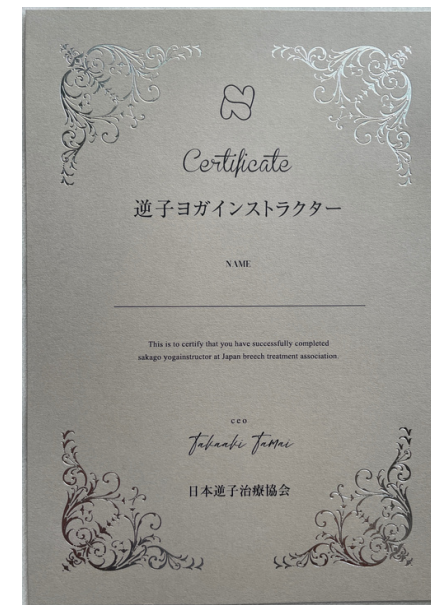 Certificate
逆子ヨガインストラクター
NAME
This is to certify that you have successfully completed
sakago yogainstructor at Japan breech treatment association.
ceo
Takaaki Tamai
日本逆子治療協会